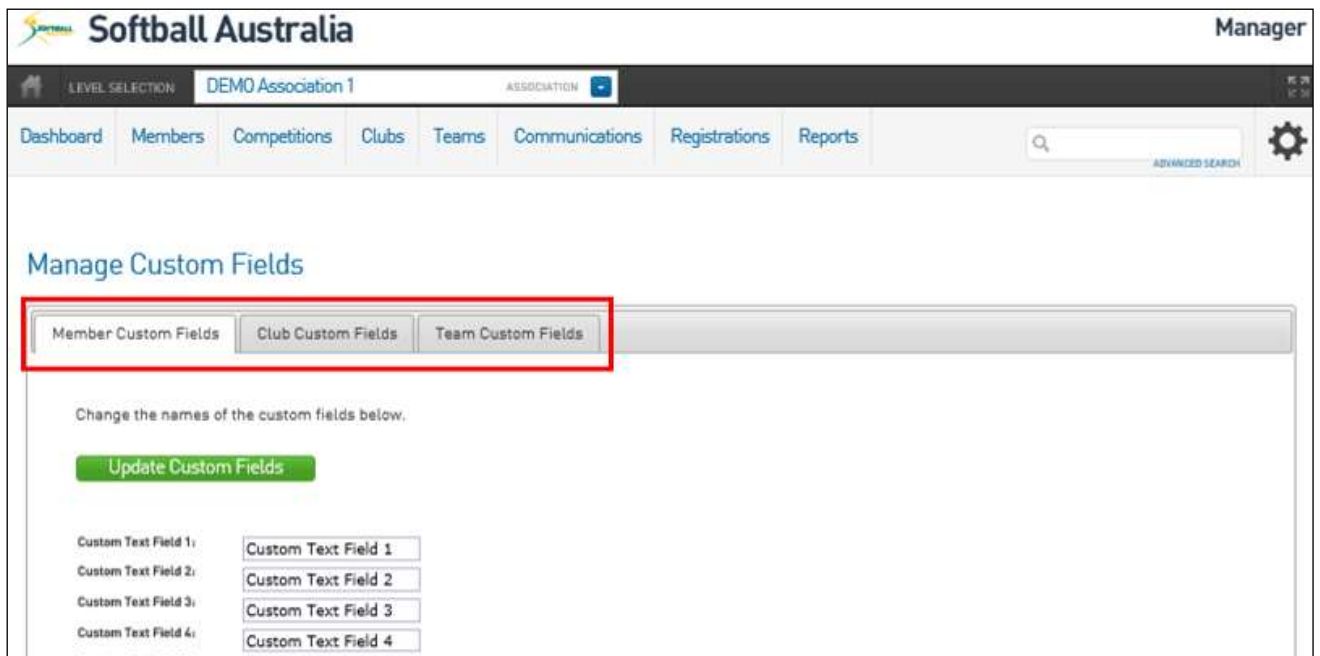 SOFTBALL Softball Australia Manager
LEVEL SELECTION DEMO Association 1 ASSOCIATION
Dashboard Members Competitions Clubs Teams Communications Registrations Reports
ADVANCED SEARCH
Manage Custom Fields
Member Custom Fields Club Custom Fields Team Custom Fields
Change the names of the custom fields below.
Update Custom Fields
Custom Text Field 1: Custom Text Field 1
Custom Text Field 2: Custom Text Field 2
Custom Text Field 3: Custom Text Field 3
Custom Text Field 4: Custom Text Field 4